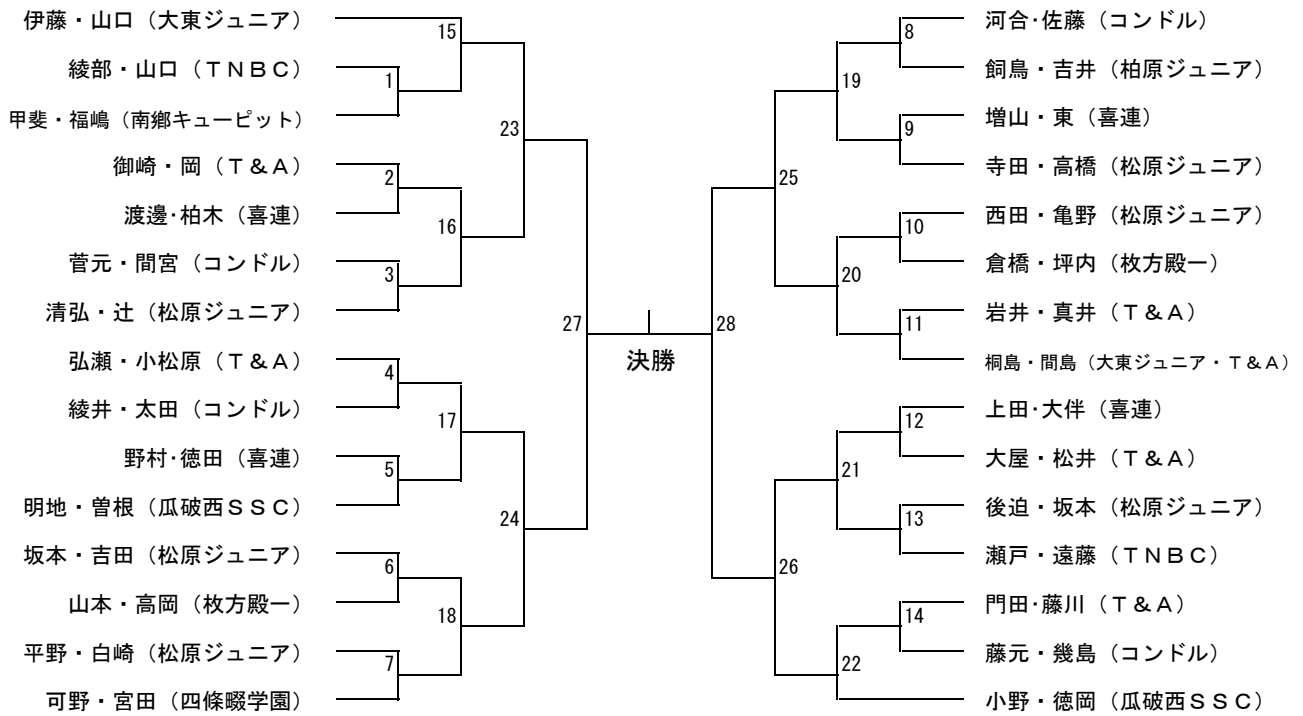 伊藤・山口（大東ジュニア）
綾部・山口（ＴＮＢＣ）
甲斐・福嶋（南郷キューピット）
御崎・岡（Ｔ＆Ａ）
渡邊・柏木（喜連）
菅元・間宮（コンドル）
清弘・辻（松原ジュニア）
弘瀬・小松原（Ｔ＆Ａ）
綾井・太田（コンドル）
野村・徳田（喜連）
明地・曽根（瓜破西ＳＳＣ）
坂本・吉田（松原ジュニア）
山本・高岡（枚方殿一）
平野・白崎（松原ジュニア）
可野・宮田（四條畷学園）
15
1
2
16
3
4
17
5
6
18
7
23
24
27
決勝
28
25
26
19
20
21
22
8
9
10
11
12
13
14
河合・佐藤（コンドル）
飼鳥・吉井（柏原ジュニア）
増山・東（喜連）
寺田・高橋（松原ジュニア）
西田・亀野（松原ジュニア）
倉橋・坪内（枚方殿一）
岩井・真井（Ｔ＆Ａ）
桐島・間島（大東ジュニア・Ｔ＆Ａ）
上田・大伴（喜連）
大屋・松井（Ｔ＆Ａ）
後迫・坂本（松原ジュニア）
瀬戸・遠藤（ＴＮＢＣ）
門田・藤川（Ｔ＆Ａ）
藤元・幾島（コンドル）
小野・徳岡（瓜破西ＳＳＣ）